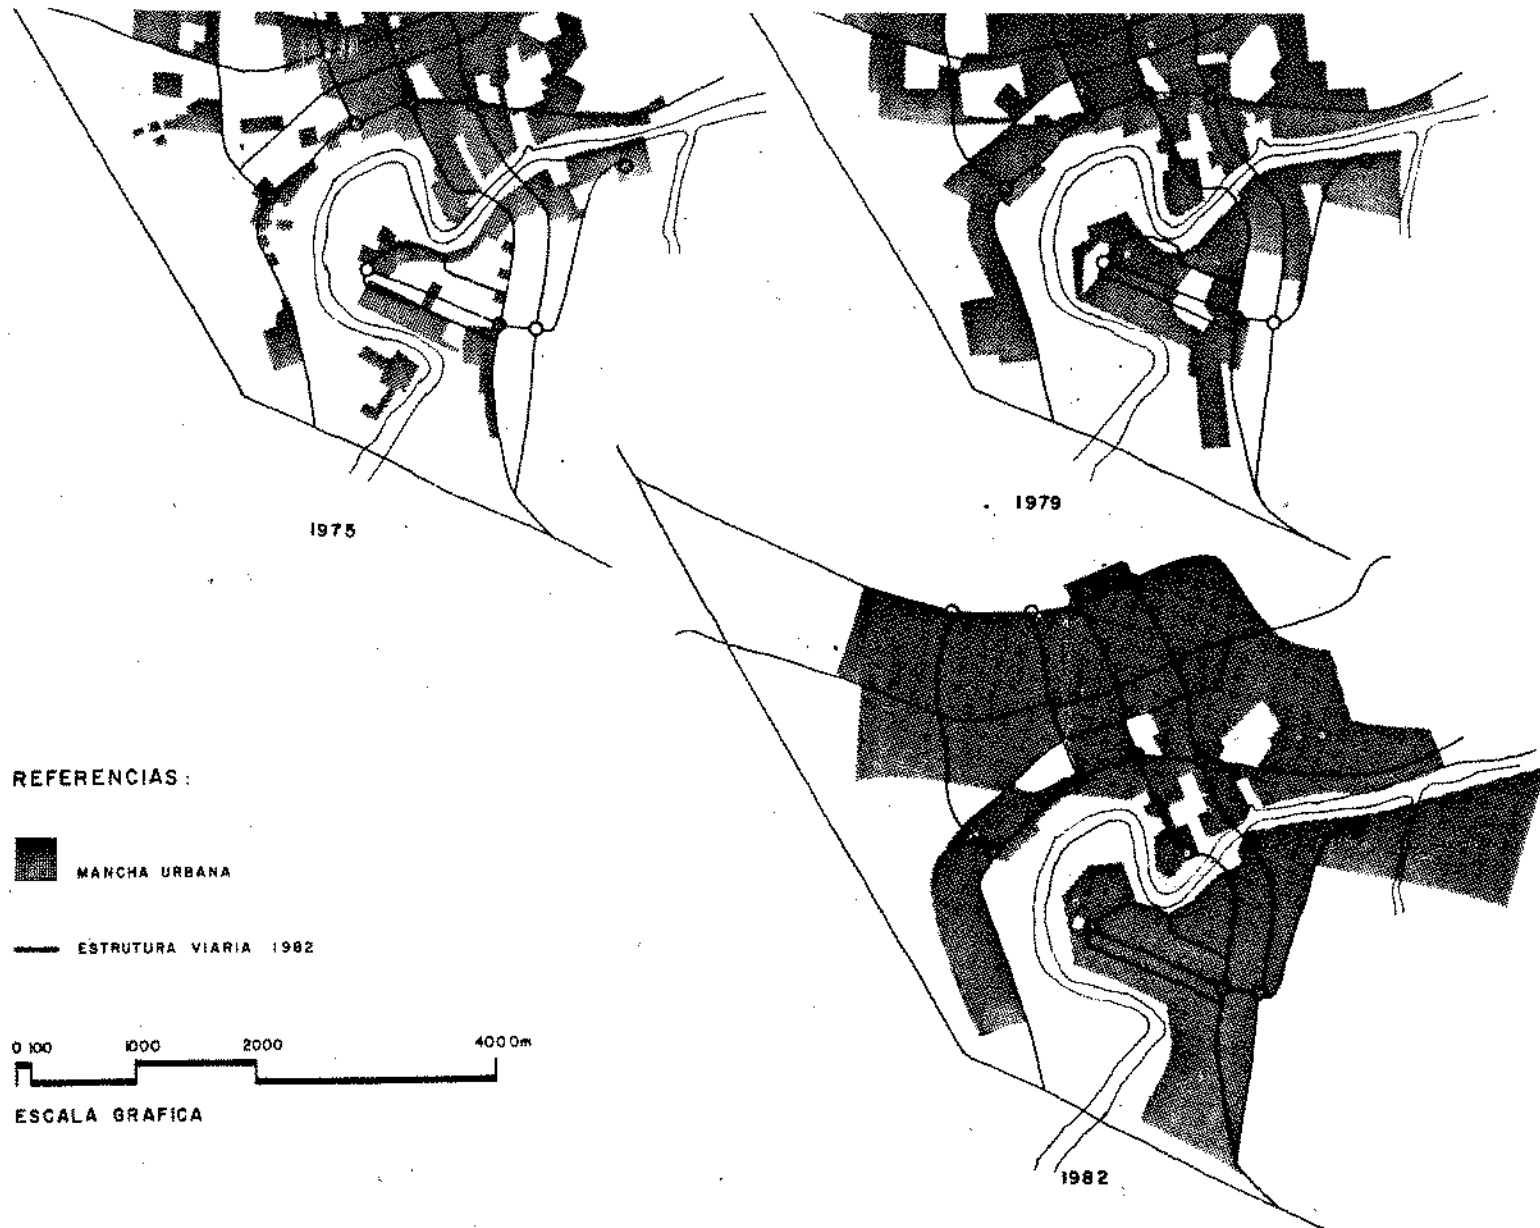 1975
1979
REFERENCIAS:
MANCHA URBANA
ESTRUTURA VIARIA 1982
0 100 1000 2000 4000m
ESCALA GRAFICA
1982